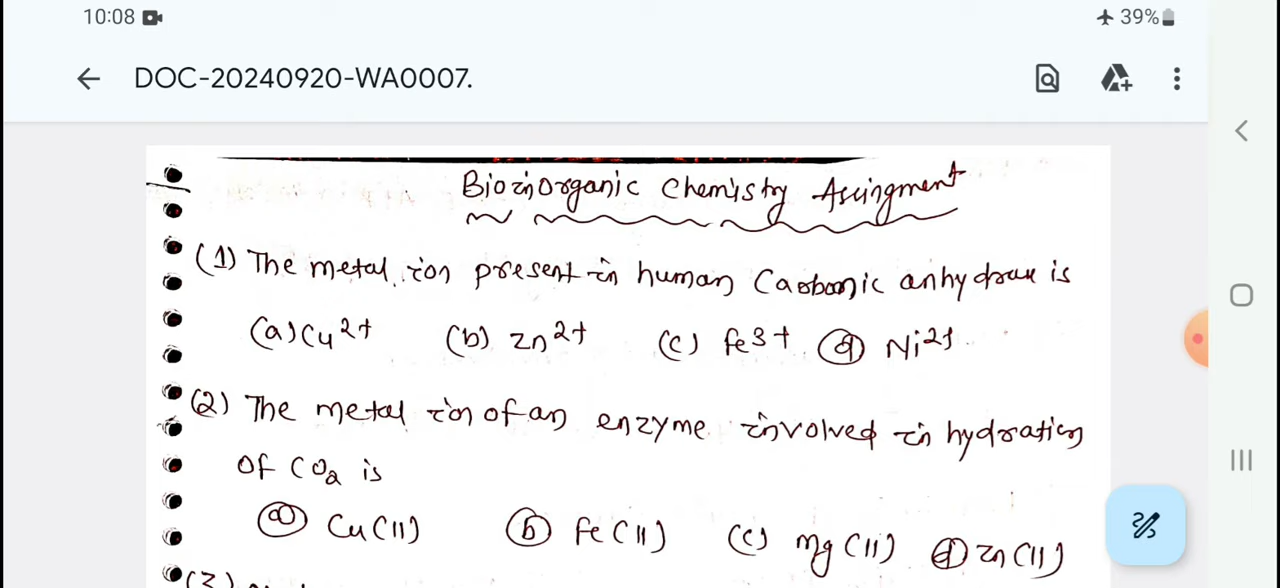 10:08 39%
DOC-20240920-WA0007.
Bioinorganic Chemistry Assingment
(1) The metal ion present in human Carbonic anhydrase is
(a) Cu2+ (b) Zn2+ (c) Fe3+ (d) Ni2+
(2) The metal ion of an enzyme involved in hydration
of CO2 is
(a) Cu(II) (b) Fe(II) (c) Mg(II) (d) Zn(II)
(3)